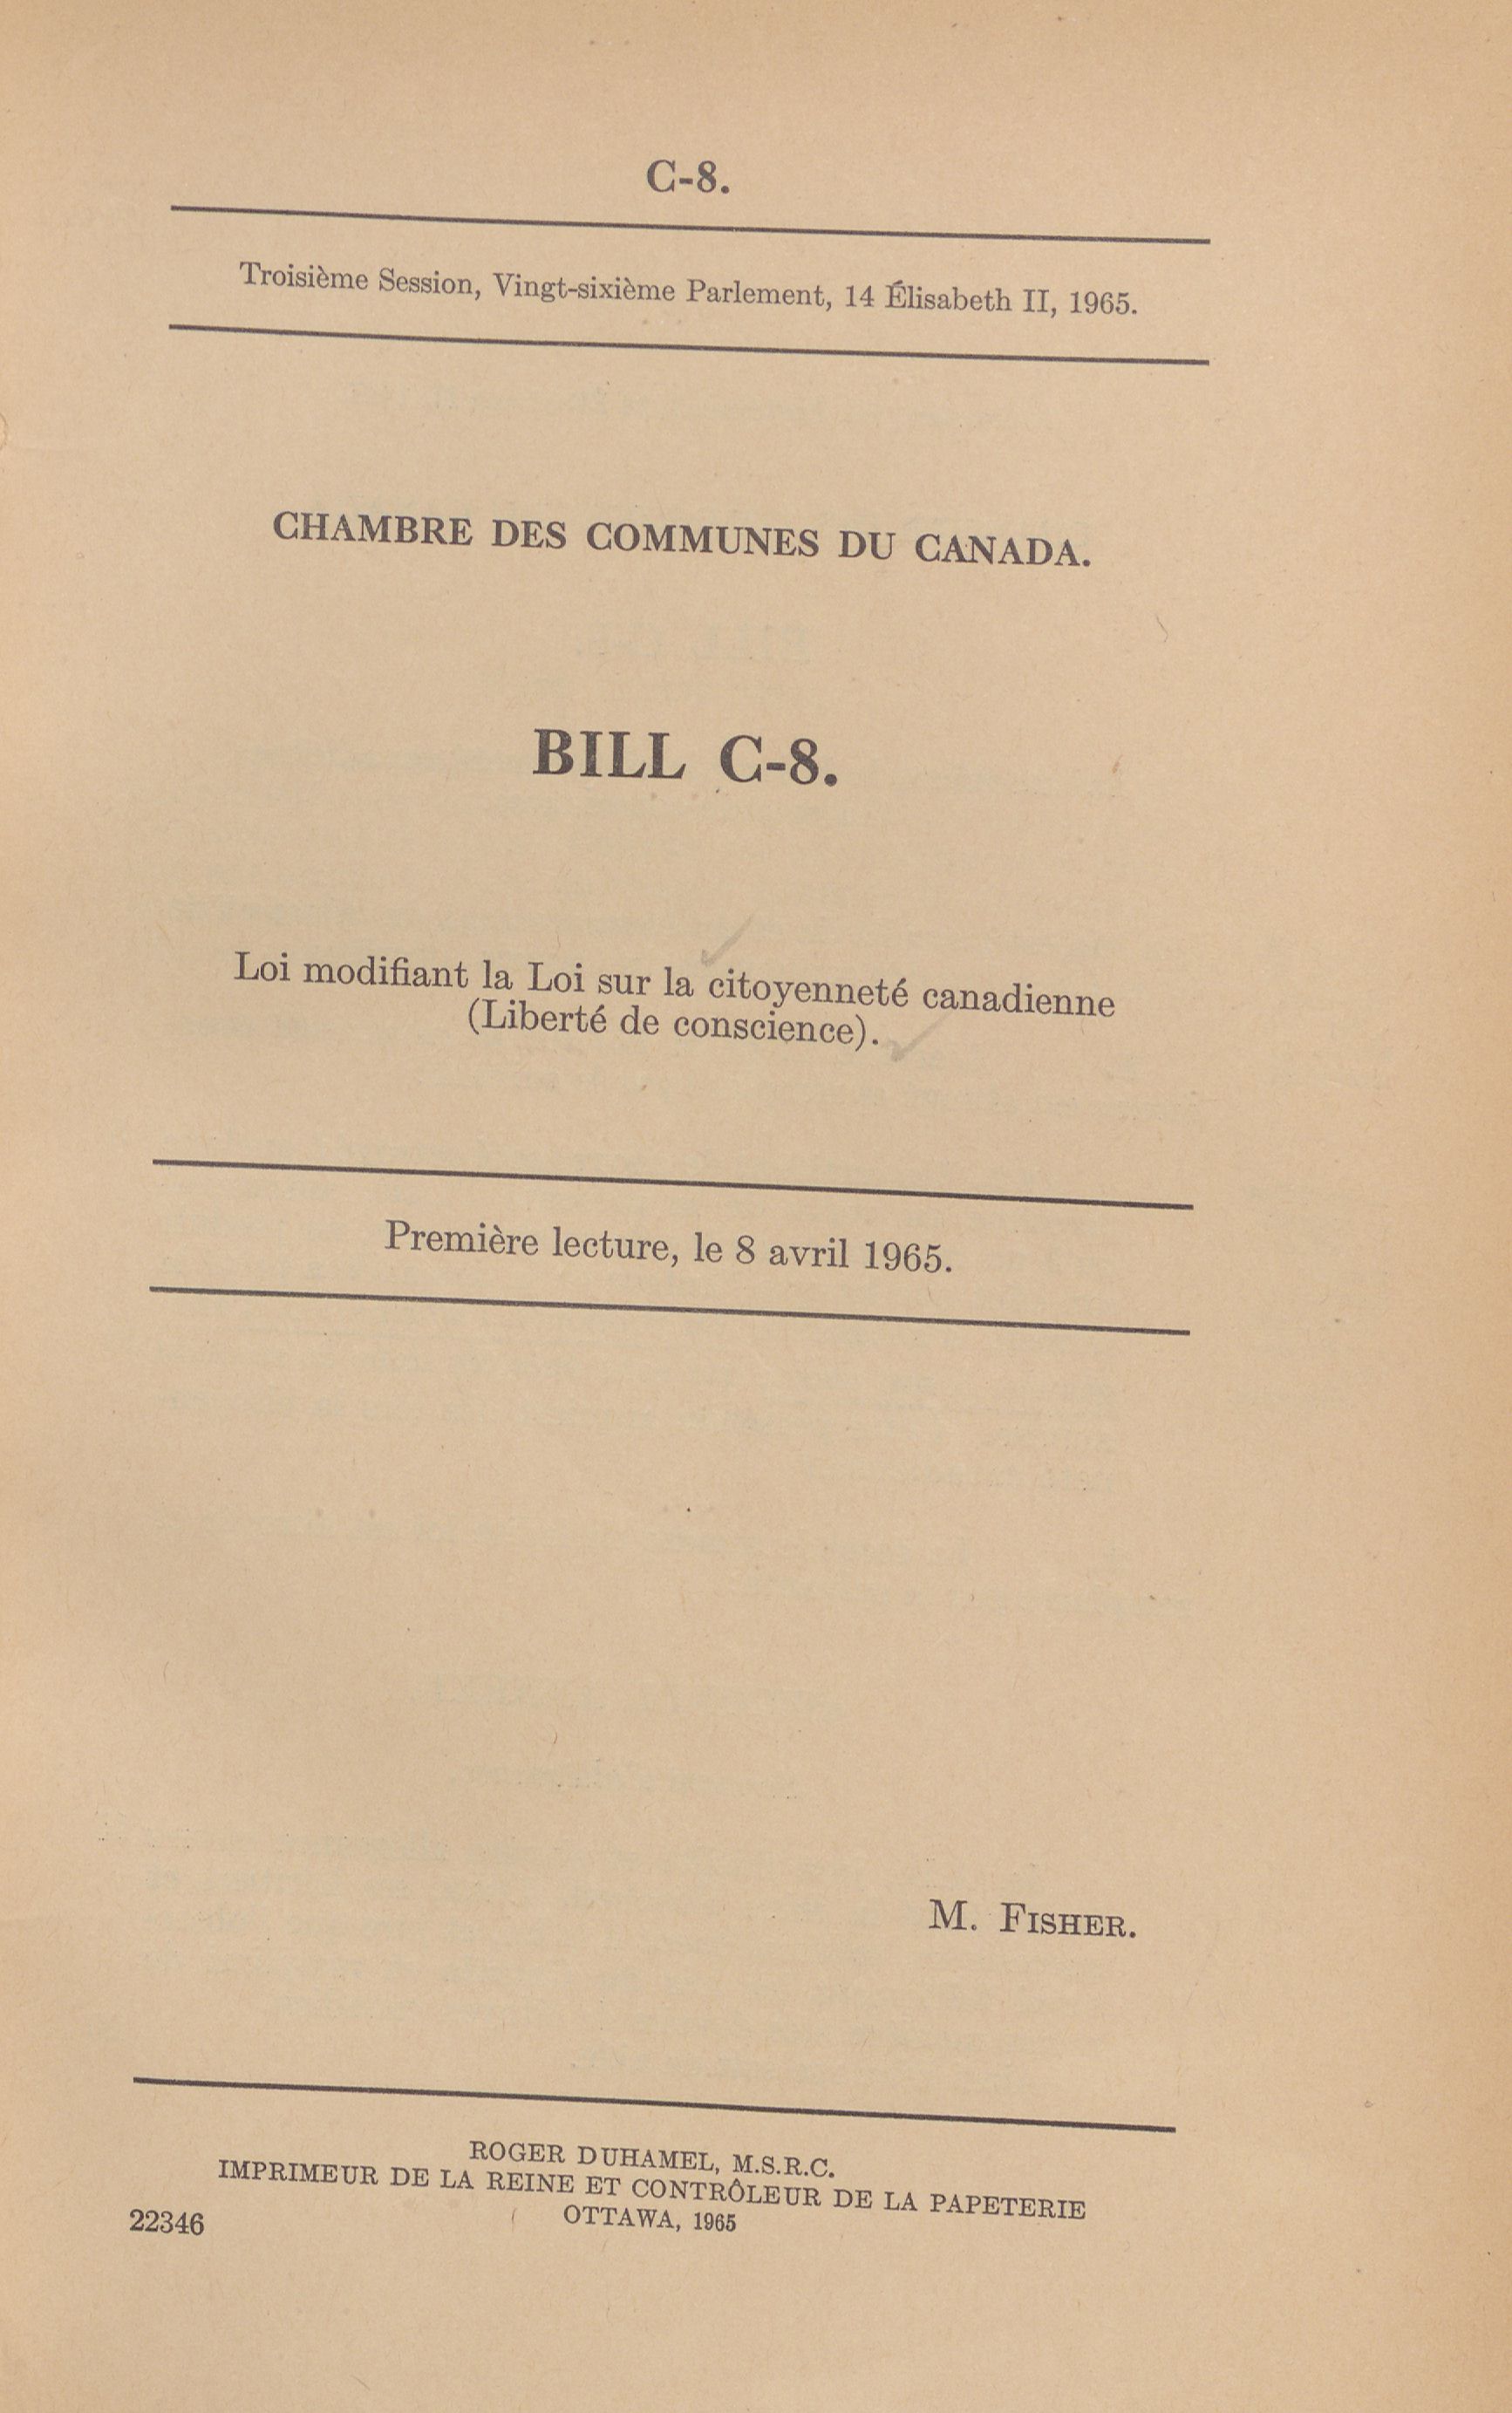 C-8.
Troisième Session, Vingt-sixième Parlement, 14 Élisabeth II, 1965.
CHAMBRE DES COMMUNES DU CANADA.
BILL C-8.
Loi modifiant la Loi sur la citoyenneté canadienne
(Liberté de conscience).
Première lecture, le 8 avril 1965.
M. FISHER.
ROGER DUHAMEL, M.S.R.C.
IMPRIMEUR DE LA REINE ET CONTRÔLEUR DE LA PAPETERIE
OTTAWA, 1965
22346